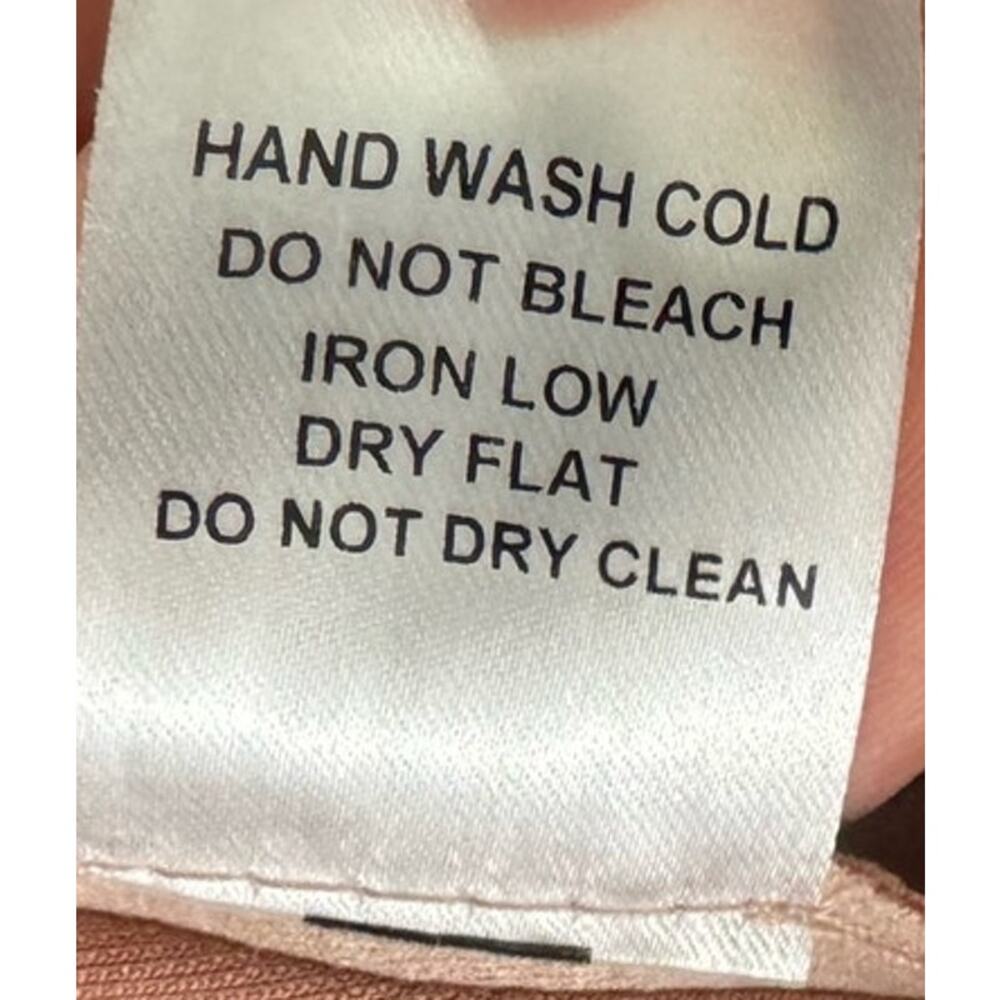 HAND WASH COLD
DO NOT BLEACH
IRON LOW
DRY FLAT
DO NOT DRY CLEAN